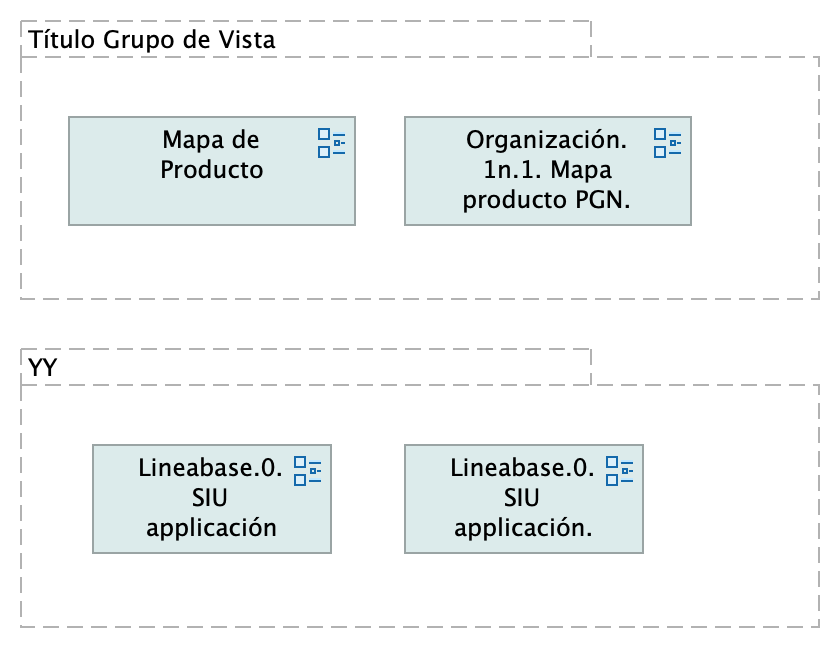 Título Grupo de Vista
Mapa de
Producto
Organización.
1n.1. Mapa
producto PGN.
YY
Lineabase.0.
SIU
applicación
Lineabase.0.
SIU
applicación.